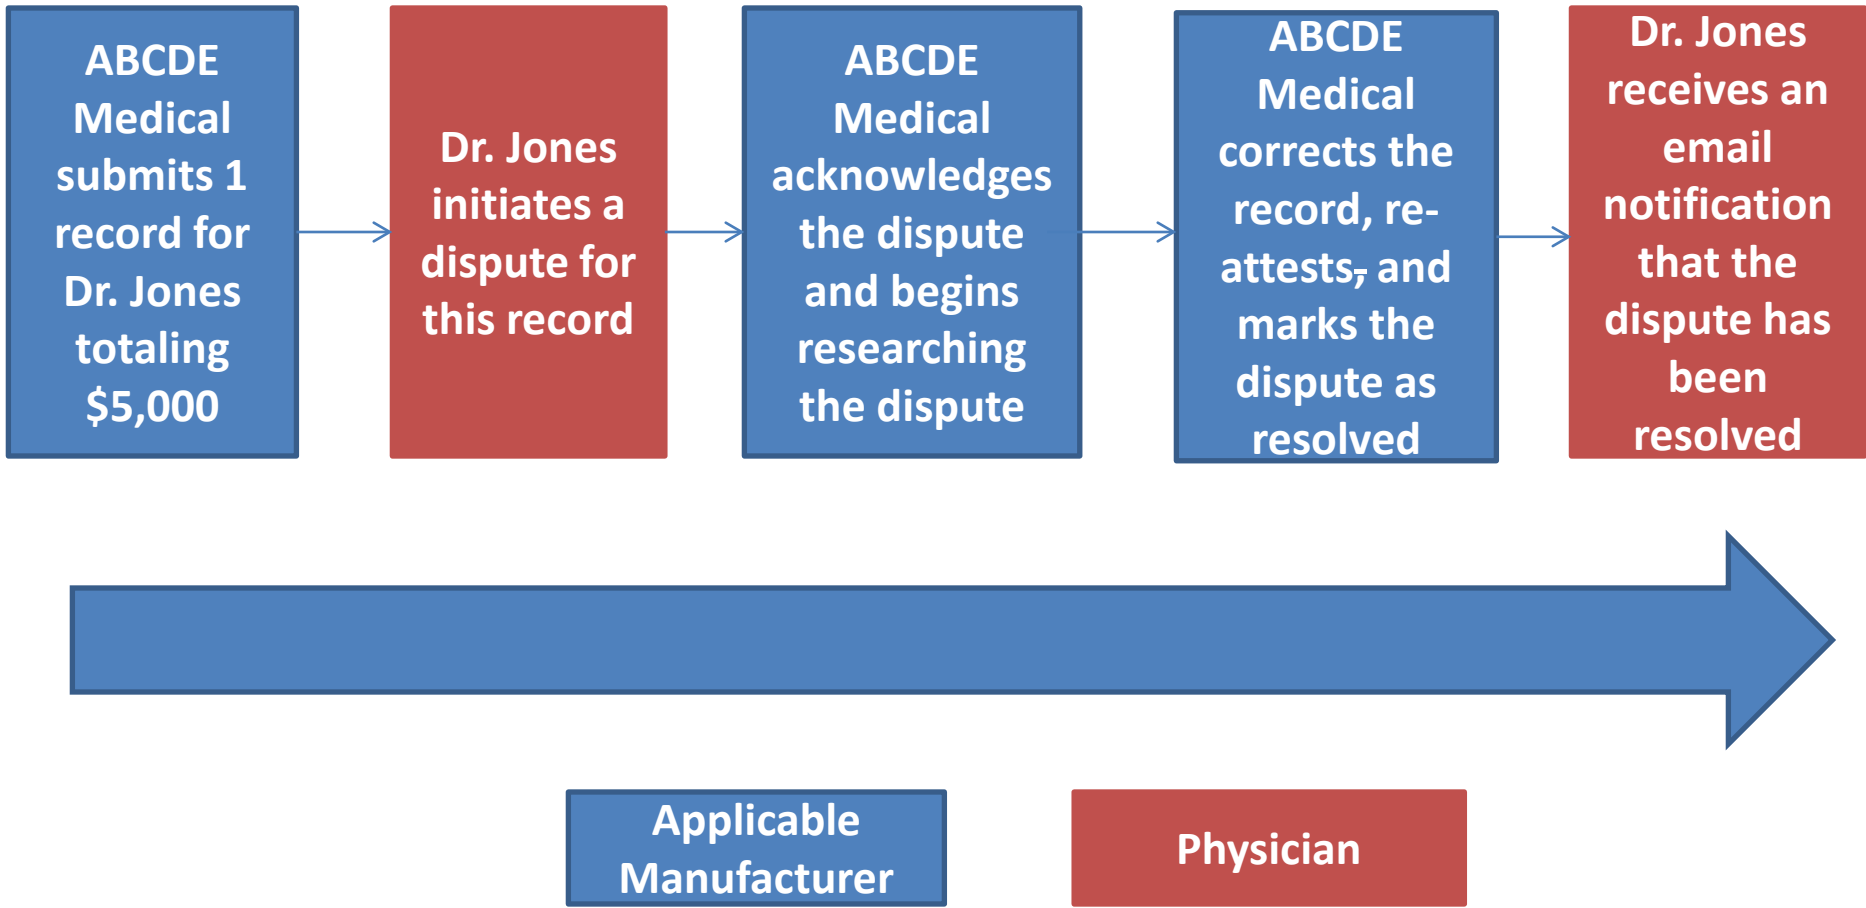 ABCDE
Medical
submits 1
record for
Dr. Jones
totaling
$5,000
Dr. Jones
initiates a
dispute for
this record
ABCDE
Medical
acknowledges
the dispute
and begins
researching
the dispute
ABCDE
Medical
corrects the
record, re-
attests, and
marks the
dispute as
resolved
Dr. Jones
receives an
email
notification
that the
dispute has
been
resolved
Applicable
Manufacturer
Physician